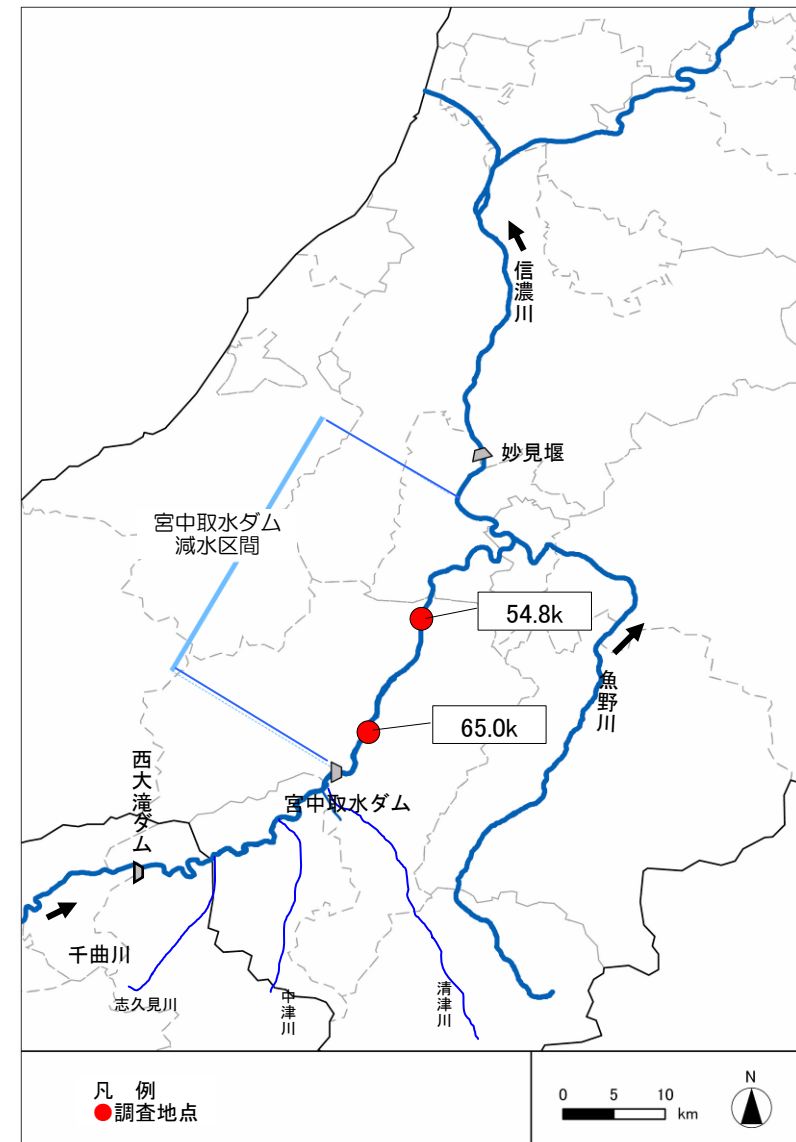 信濃川
妙見堰
宮中取水ダム
減水区間
54.8k
魚野川
65.0k
西大滝ダム
宮中取水ダム
千曲川
志久見川
中津川
清津川
凡 例
調査地点
0 5 10
km
N